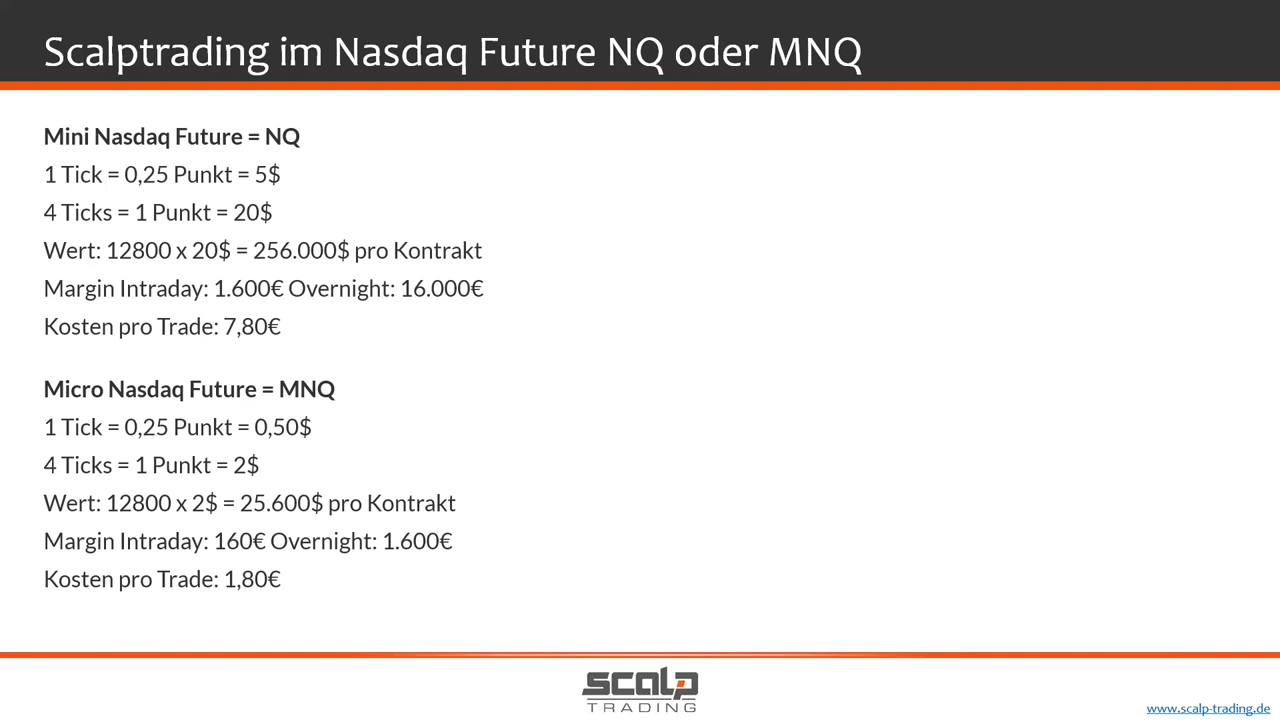 Scalptrading im Nasdaq Future NQ oder MNQ
Mini Nasdaq Future = NQ
1 Tick = 0,25 Punkt = 5$
4 Ticks = 1 Punkt = 20$
Wert: 12800 x 20$ = 256.000$ pro Kontrakt
Margin Intraday: 1.600€ Overnight: 16.000€
Kosten pro Trade: 7,80€
Micro Nasdaq Future = MNQ
1 Tick = 0,25 Punkt = 0,50$
4 Ticks = 1 Punkt = 2$
Wert: 12800 x 2$ = 25.600$ pro Kontrakt
Margin Intraday: 160€ Overnight: 1.600€
Kosten pro Trade: 1,80€
scalp
TRADING
www.scalp-trading.de